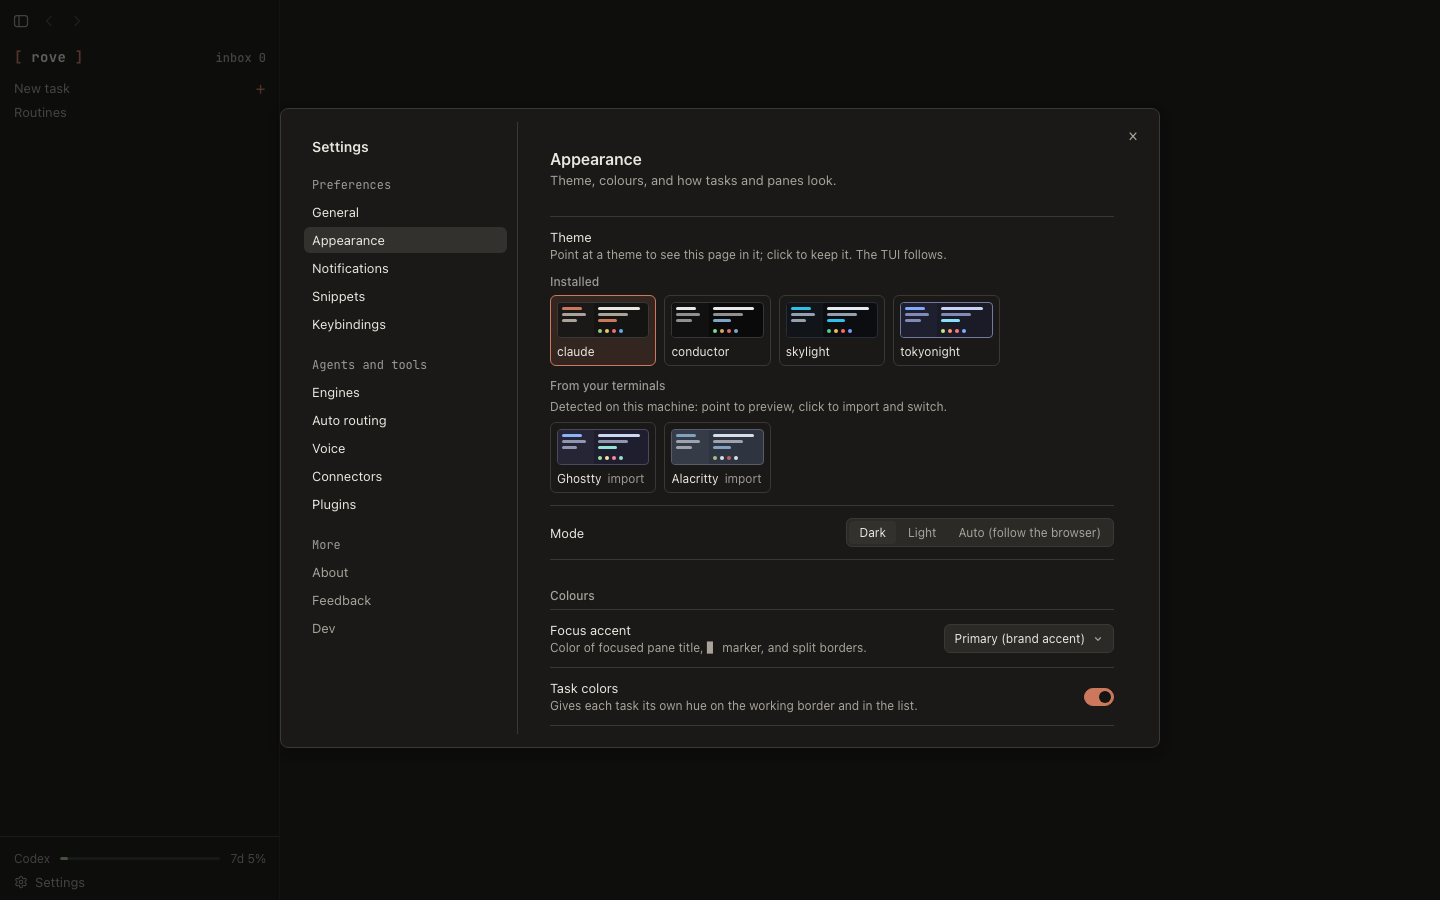 [ rove ]
inbox 0
New task
+
Routines
Codex
7d 5%
Settings
Settings
Preferences
General
Appearance
Notifications
Snippets
Keybindings
Agents and tools
Engines
Auto routing
Voice
Connectors
Plugins
More
About
Feedback
Dev
Appearance
Theme, colours, and how tasks and panes look.
Theme
Point at a theme to see this page in it; click to keep it. The TUI follows.
Installed
claude
conductor
skylight
tokyonight
From your terminals
Detected on this machine: point to preview, click to import and switch.
Ghostty import
Alacritty import
Mode
Dark
Light
Auto (follow the browser)
Colours
Focus accent
Color of focused pane title, █ marker, and split borders.
Primary (brand accent)
Task colors
Gives each task its own hue on the working border and in the list.